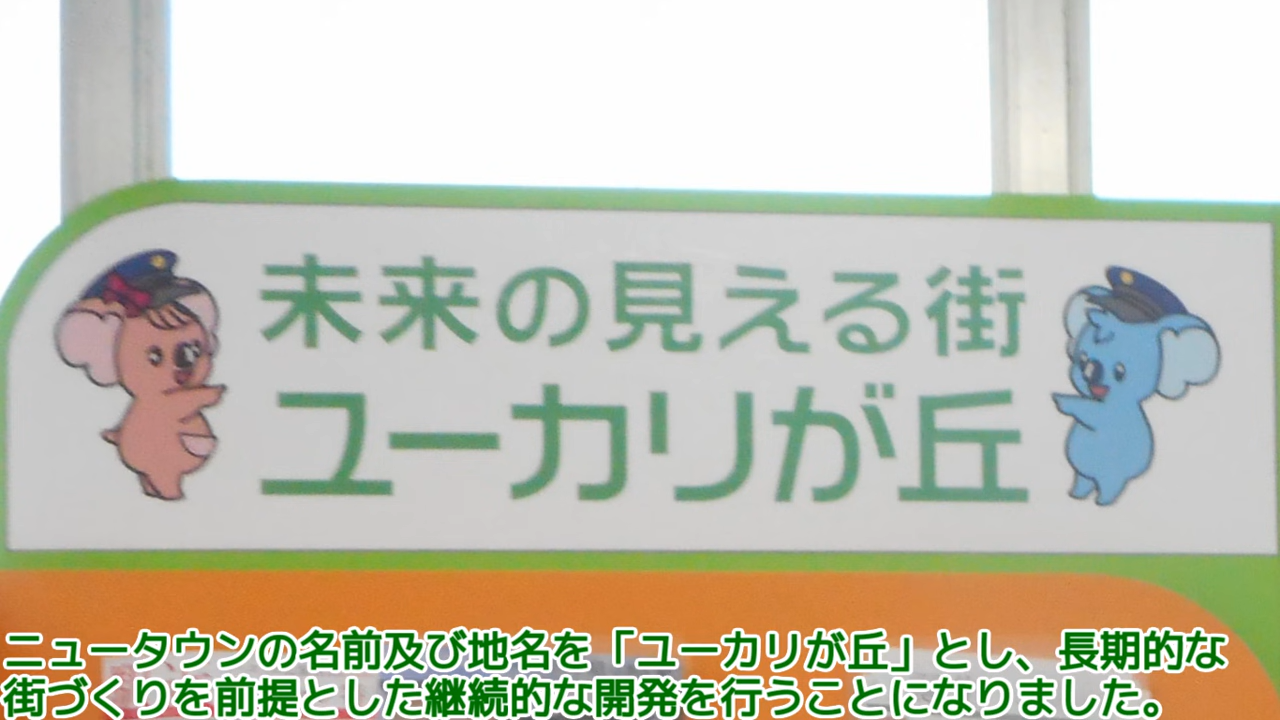 未来の見える街
ユーカリが丘
ニュータウンの名前及び地名を「ユーカリが丘」とし、長期的な
街づくりを前提とした継続的な開発を行うことになりました。